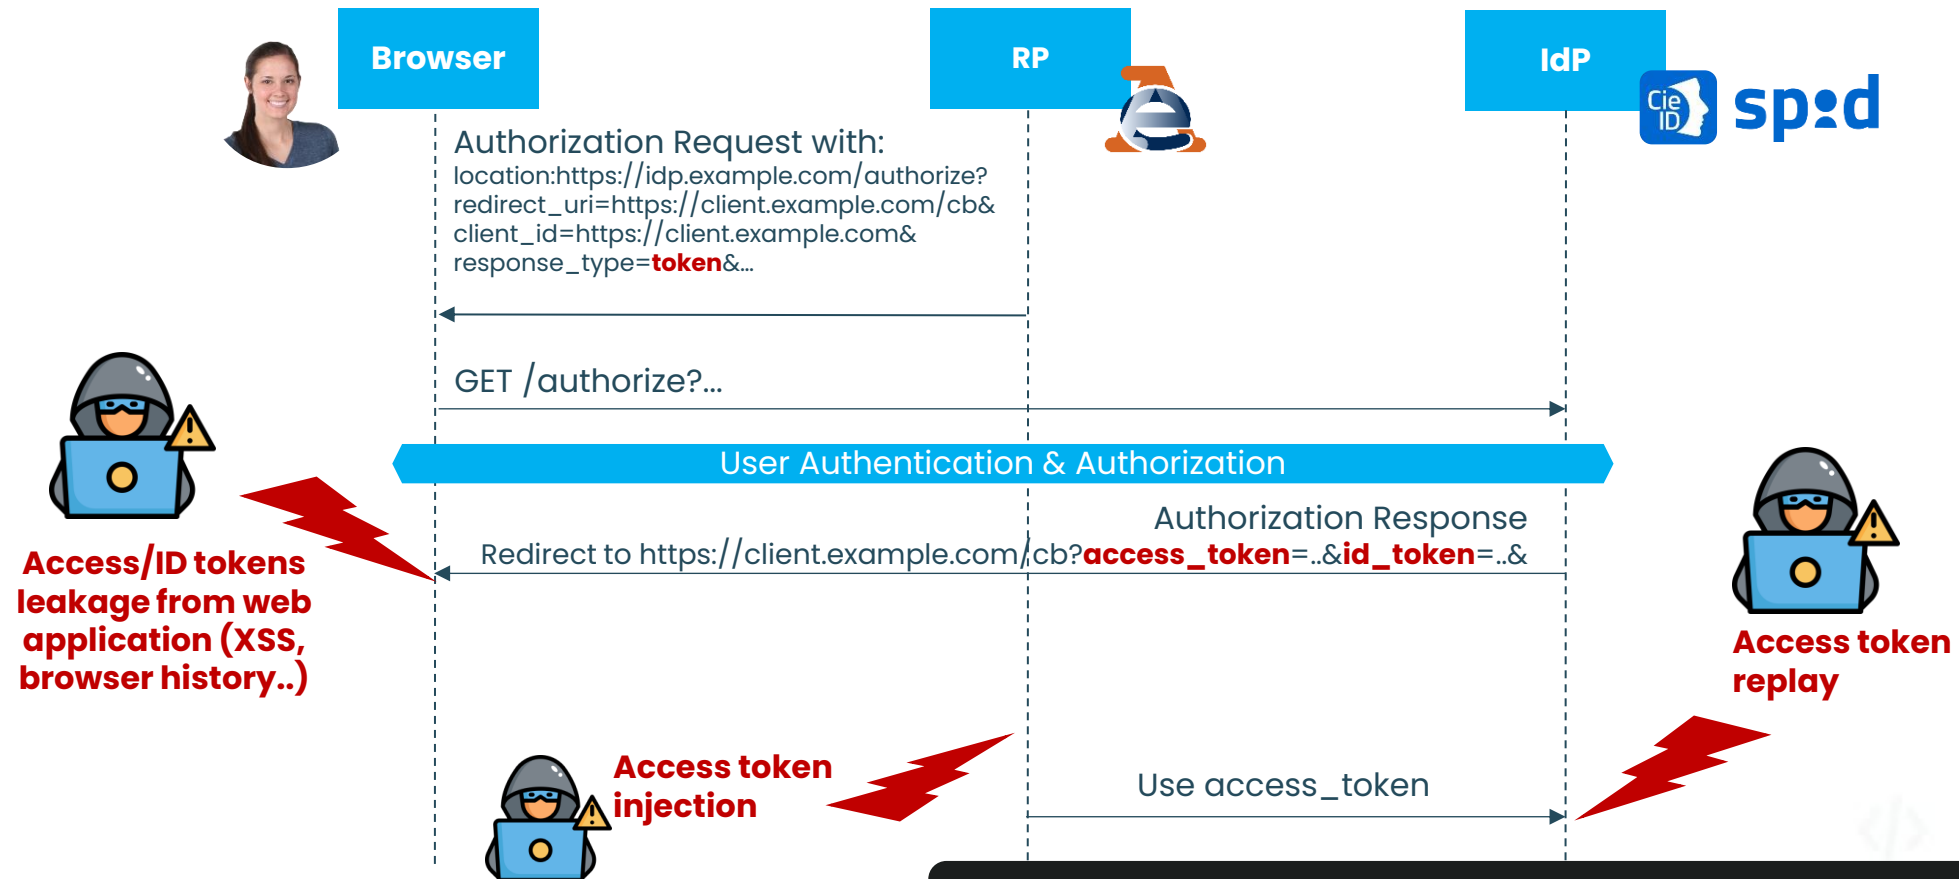 Browser
RP
IdP
Cie
ID
spid
Authorization Request with:
location:https://idp.example.com/authorize?
redirect_uri=https://client.example.com/cb&
client_id=https://client.example.com&
response_type=token&...
GET /authorize?...
User Authentication & Authorization
Authorization Response
Redirect to https://client.example.com/cb?access_token=..&id_token=..&
Access/ID tokens
leakage from web
application (XSS,
browser history..)
Access token
replay
Access token
injection
Use access_token